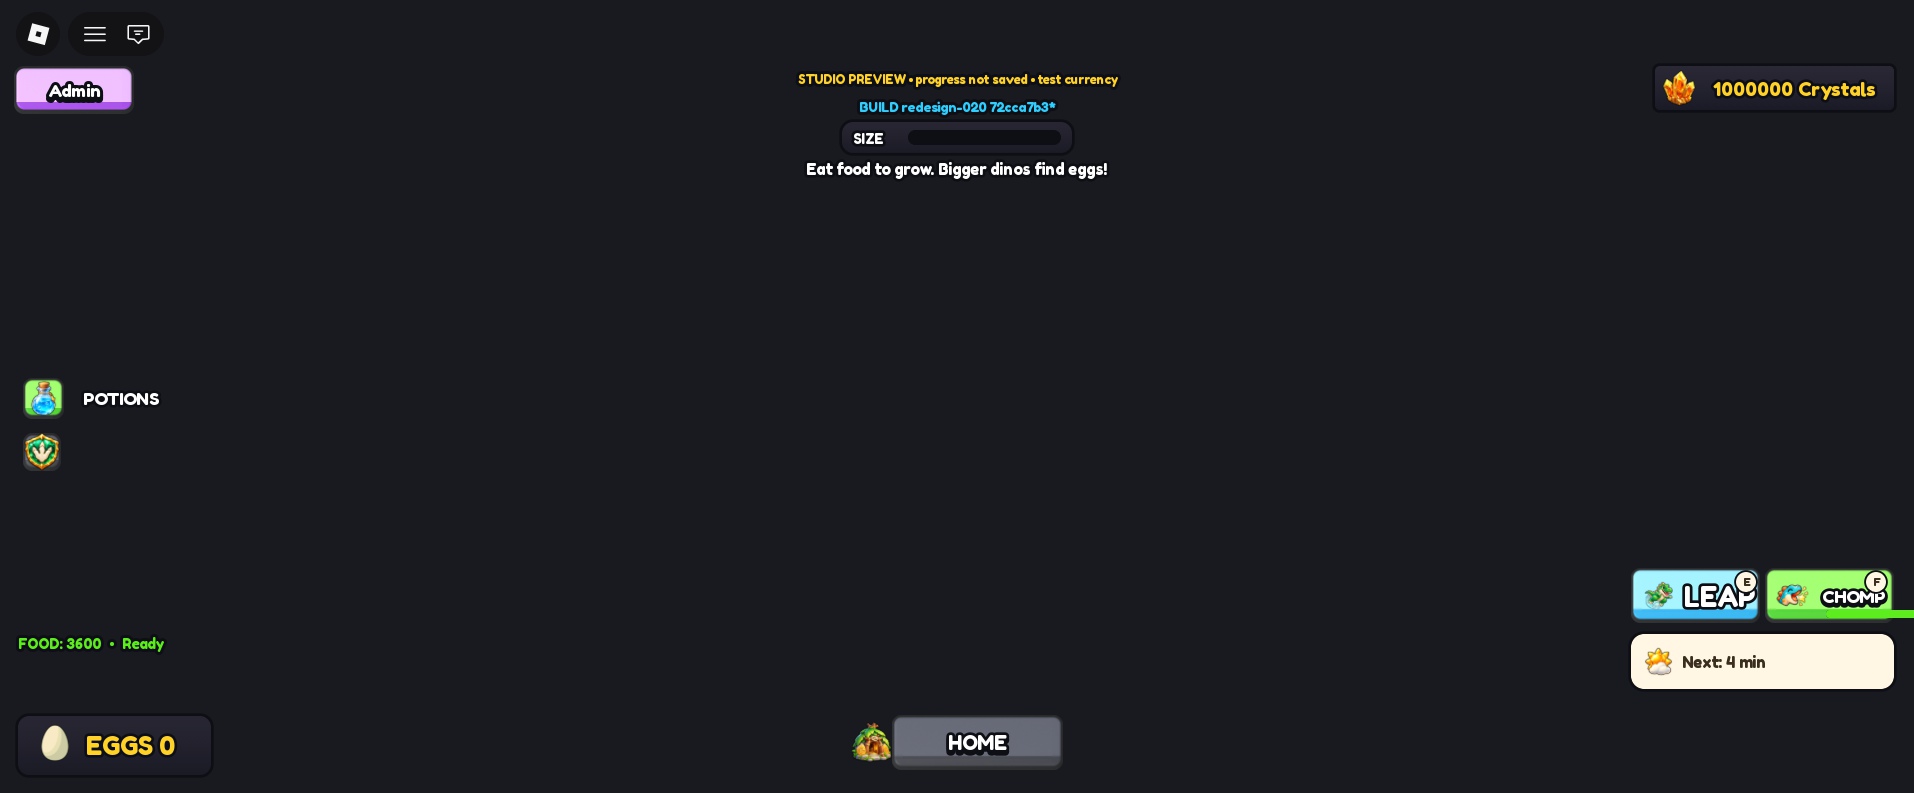 Admin
STUDIO PREVIEW • progress not saved • test currency
1000000 Crystals
BUILD redesign-020 72cca7b3*
SIZE
Eat food to grow. Bigger dinos find eggs!
POTIONS
LEAP
E
CHOMP
F
FOOD: 3600 • Ready
Next: 4 min
EGGS 0
HOME